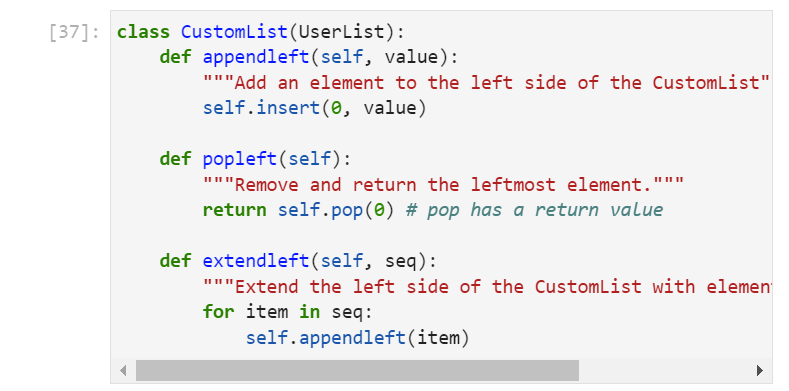 [37]: class CustomList(UserList):
def appendleft(self, value):
"""Add an element to the left side of the CustomList"
self.insert(0, value)
def popleft(self):
"""Remove and return the leftmost element."""
return self.pop(0) # pop has a return value
def extendleft(self, seq):
"""Extend the left side of the CustomList with elemen
for item in seq:
self.appendleft(item)